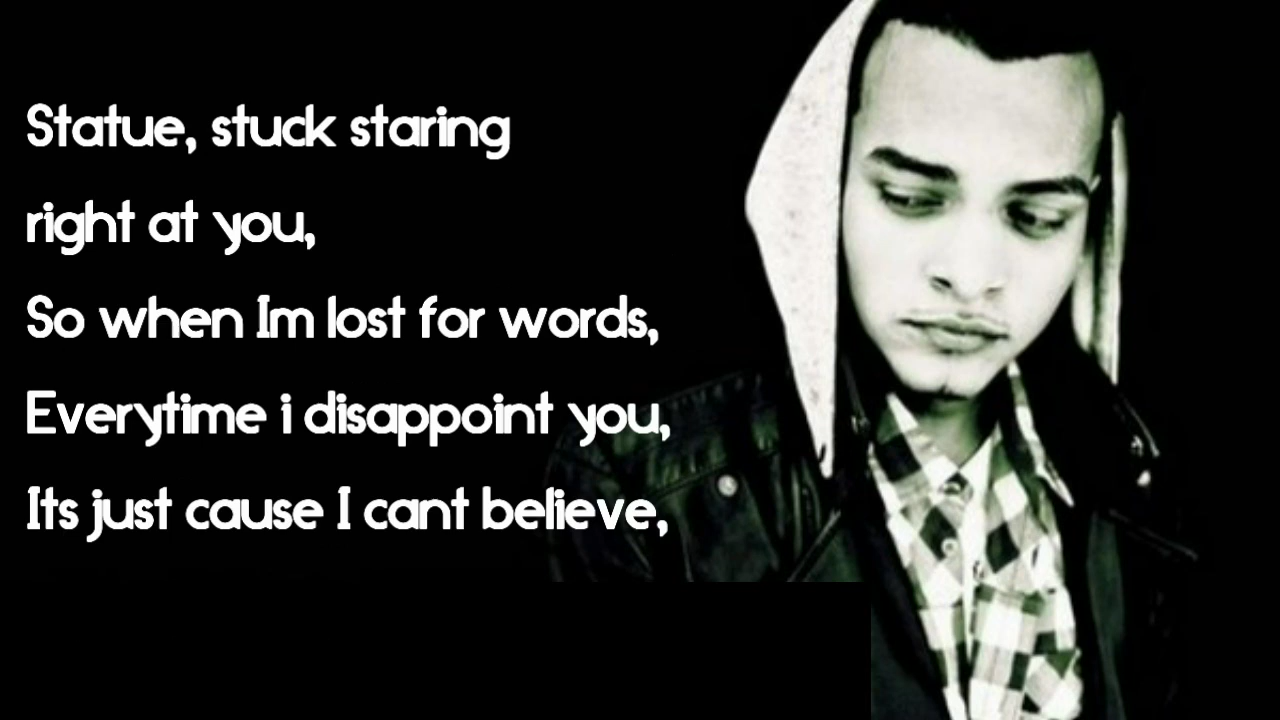 Statue, stuck staring
right at you,
So when Im lost for words,
Everytime i disappoint you,
Its just cause I cant believe,